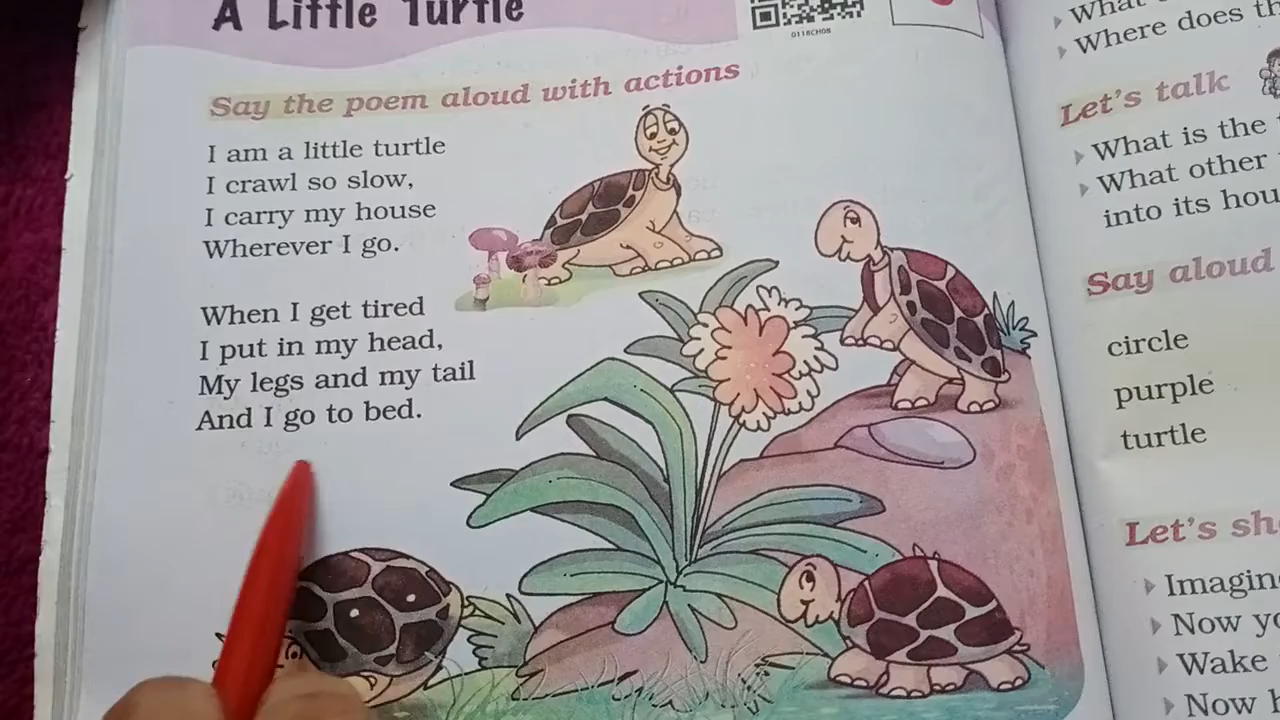 A Little Turtle
0116CH08
Say the poem aloud with actions
I am a little turtle
I crawl so slow,
I carry my house
Wherever I go.
When I get tired
I put in my head,
My legs and my tail
And I go to bed.
What
Where does th
Let's talk
What is the
What other
into its hou
Say aloud
circle
purple
turtle
Let's sh
Imagin
Now yo
Wake
Now l